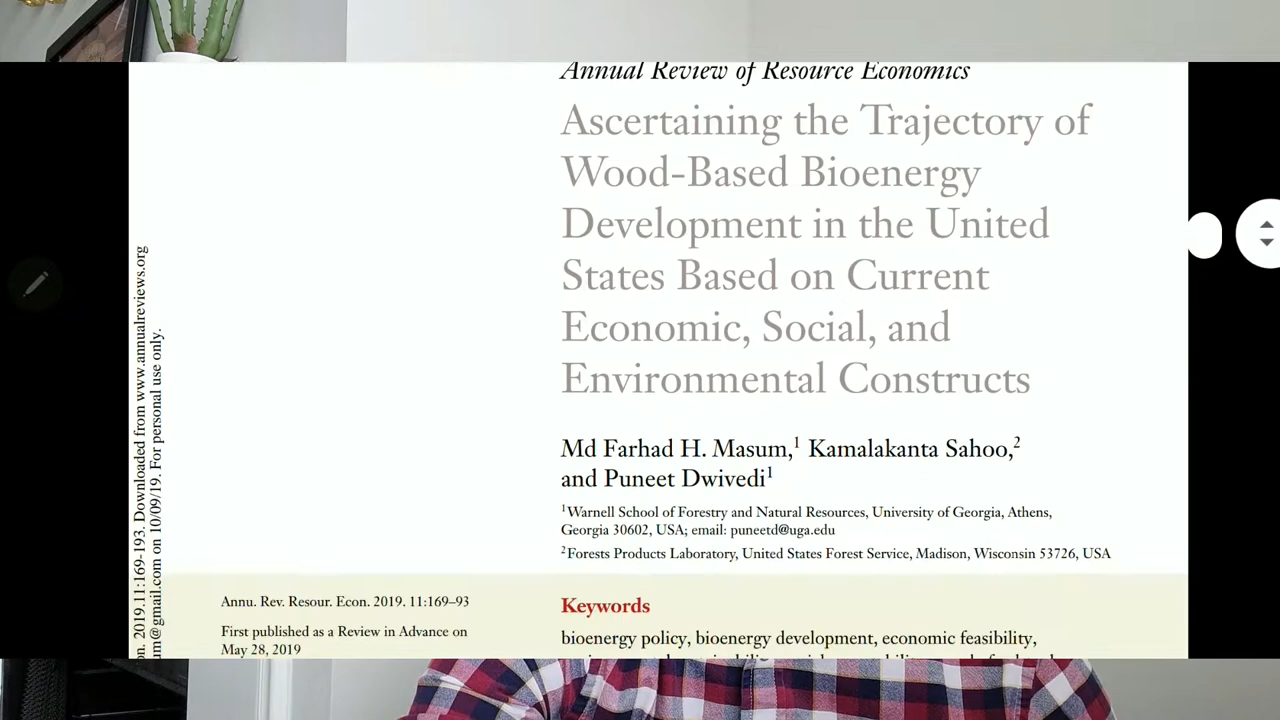 Annual Review of Resource Economics
Ascertaining the Trajectory of
Wood-Based Bioenergy
Development in the United
States Based on Current
Economic, Social, and
Environmental Constructs
Md Farhad H. Masum,1 Kamalakanta Sahoo,2
and Puneet Dwivedi1
1Warnell School of Forestry and Natural Resources, University of Georgia, Athens,
Georgia 30602, USA; email: puneetd@uga.edu
2Forests Products Laboratory, United States Forest Service, Madison, Wisconsin 53726, USA
2019.11:169-193. Downloaded from www.annualreviews.org
@gmail.com on 10/09/19. For personal use only.
Annu. Rev. Resour. Econ. 2019. 11:169–93
First published as a Review in Advance on
May 28, 2019
Keywords
bioenergy policy, bioenergy development, economic feasibility,